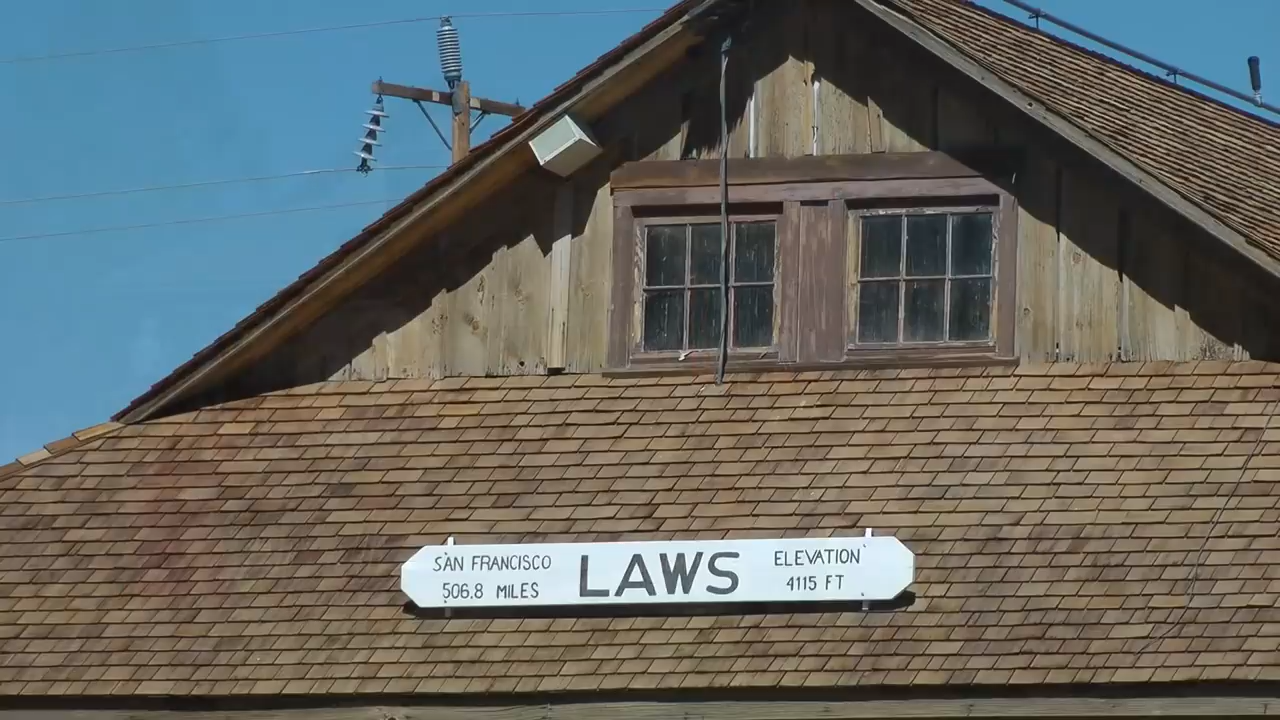 SAN FRANCISCO
506.8 MILES
LAWS
ELEVATION
4115 FT